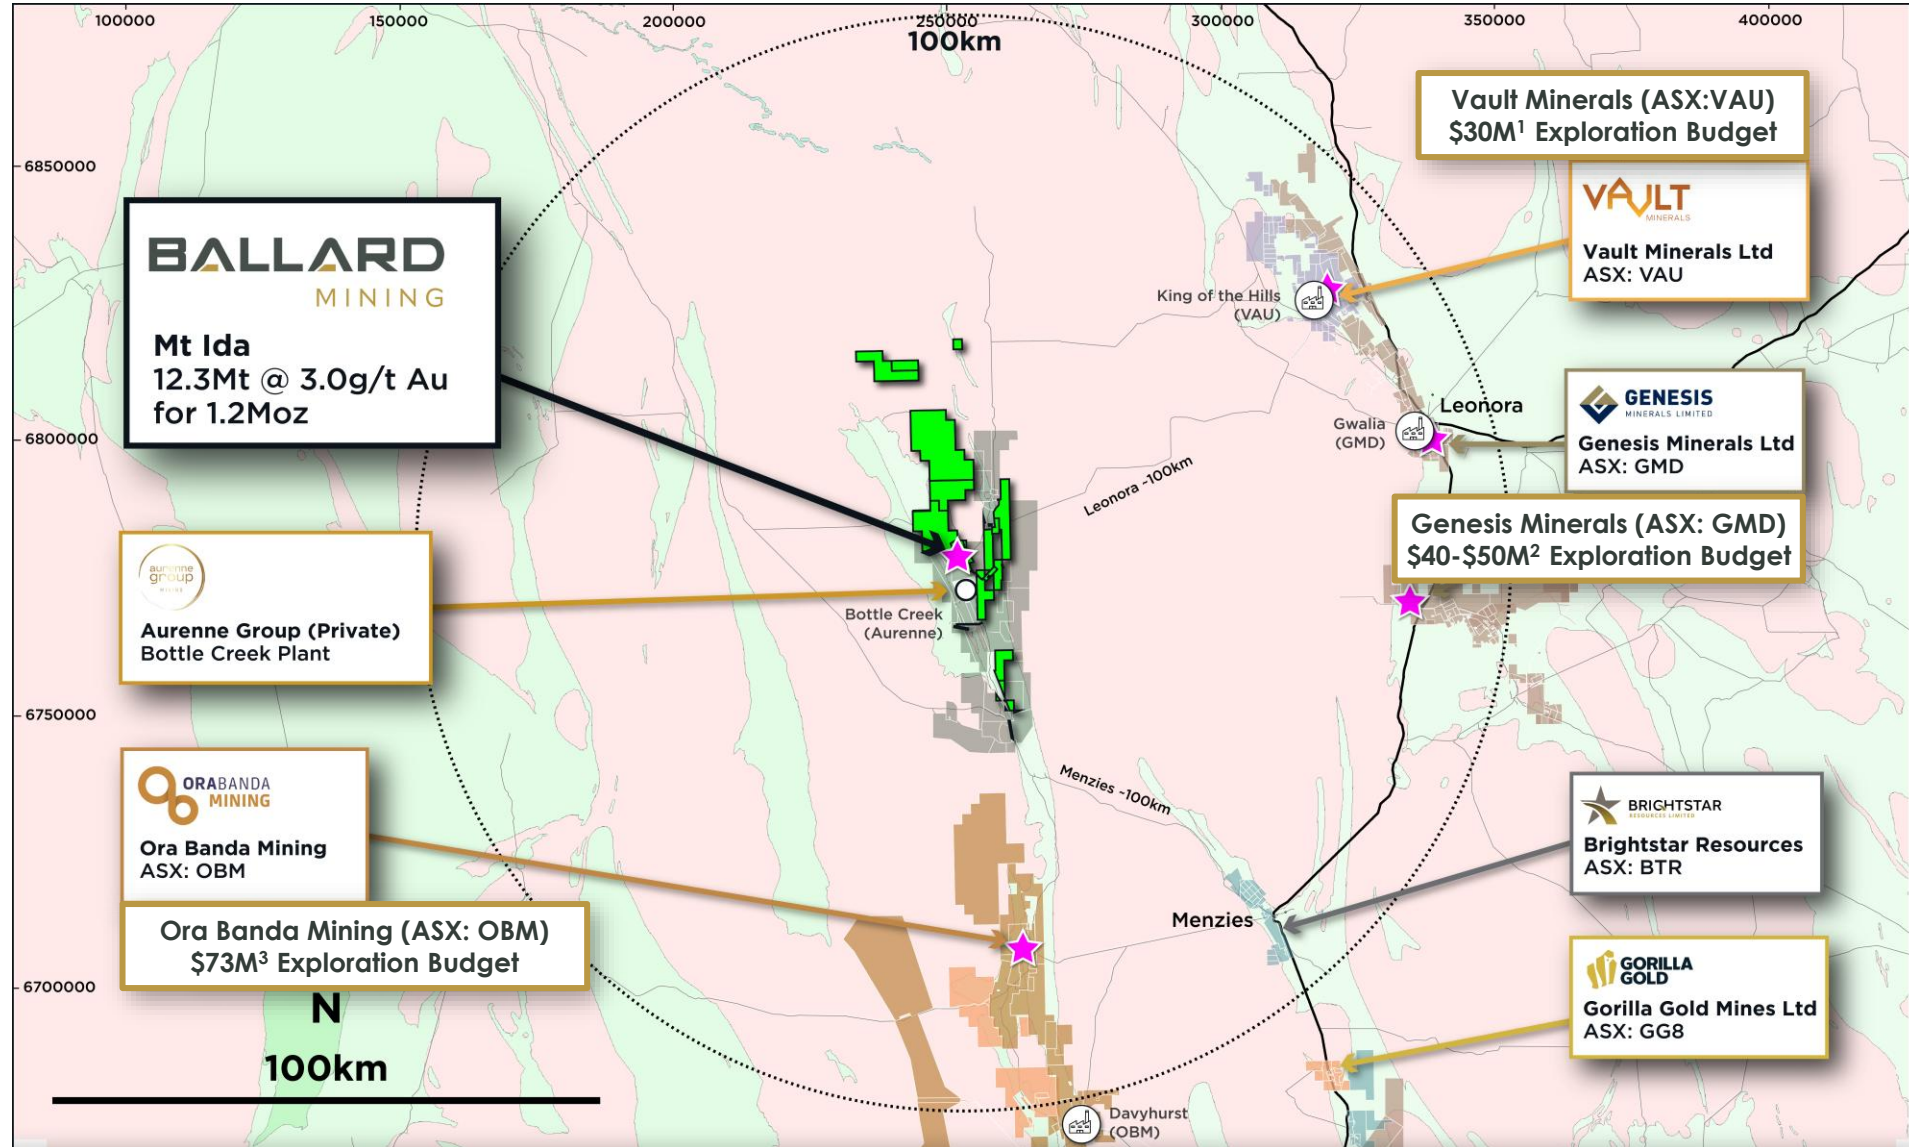 100000
150000
200000
250000
300000
350000
400000
100km
6850000
6800000
6750000
6700000
Vault Minerals (ASX:VAU)
$30M1 Exploration Budget
VAULT
MINERALS
Vault Minerals Ltd
ASX: VAU
BALLARD
MINING
Mt Ida
12.3Mt @ 3.0g/t Au
for 1.2Moz
King of the Hills
(VAU)
GENESIS
MINERALS LIMITED
Genesis Minerals Ltd
ASX: GMD
Leonora
Gwalia
(GMD)
Leonora ~100km
Genesis Minerals (ASX: GMD)
$40-$50M2 Exploration Budget
aurenne
group
MINING
Aurenne Group (Private)
Bottle Creek Plant
Bottle Creek
(Aurenne)
Menzies ~100km
ORABANDA
MINING
Ora Banda Mining
ASX: OBM
Ora Banda Mining (ASX: OBM)
$73M3 Exploration Budget
BRIGHTSTAR
RESOURCES LIMITED
Brightstar Resources
ASX: BTR
Menzies
GORILLA
GOLD
Gorilla Gold Mines Ltd
ASX: GG8
N
100km
Davyhurst
(OBM)